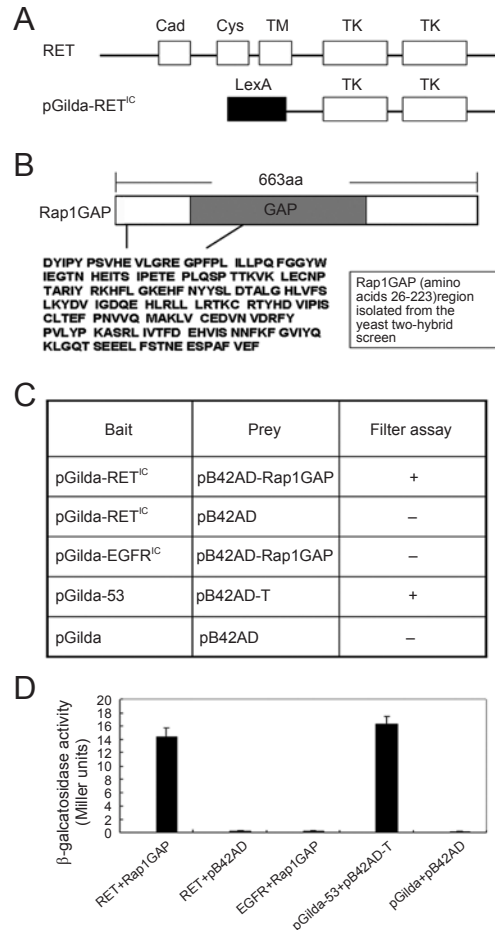 A
Cad Cys TM TK TK
RET
LexA TK TK
pGilda-RET^IC
B
663aa
Rap1GAP GAP
DYIPY PSVHE VLGREG GPFPL ILLPQ FGGYW
IEGTN HEITS IPETE PLQSP TTKVK LECNP
TARIY RKHFL GKEHF NYYSL DTALG HLVFS
LKYDV IGDQE HLRLL LRTKC RTYHD VIPIS
CLTEF PNVVQ MAKLV CEDVN VDRFY
PVLYP KASRL IVTFD EHVIS NNFKF GVIYQ
KLGQT SEEEL FSTNE ESPAF VEF
Rap1GAP (amino
acids 26-223)region
isolated from the
yeast two-hybrid
screen
C
Bait Prey Filter assay
pGilda-RET^IC pB42AD-Rap1GAP +
pGilda-RET^IC pB42AD –
pGilda-EGFR^IC pB42AD-Rap1GAP –
pGilda-53 pB42AD-T +
pGilda pB42AD –
D
β-galcatosidase activity
(Miller units)
20
18
16
14
12
10
8
6
4
2
0
RET+Rap1GAP
RET+pB42AD
EGFR+Rap1GAP
pGilda-53+pB42AD-T
pGilda+pB42AD